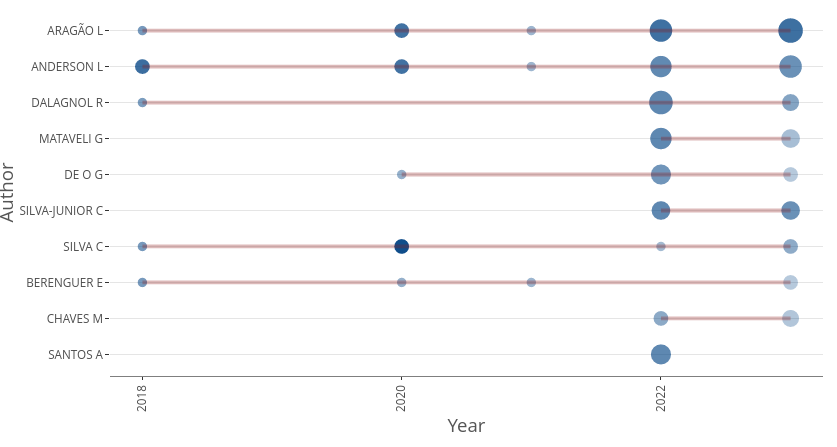 ARAGÃO L
ANDERSON L
DALAGNOL R
MATAVELI G
DE O G
SILVA-JUNIOR C
SILVA C
BERENGUER E
CHAVES M
SANTOS A
Author
2018
2020
2022
Year